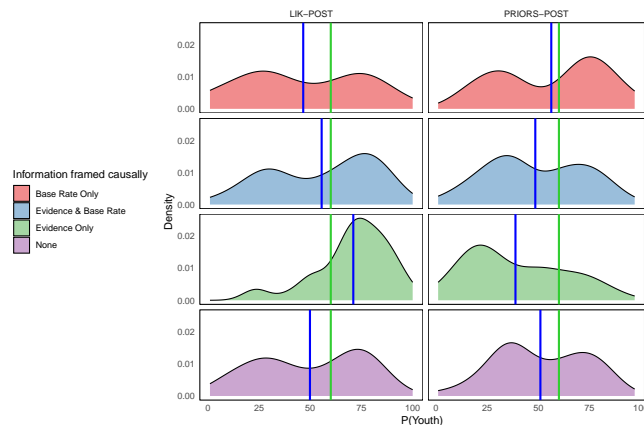 LIK−POST
PRIORS−POST
0.02
0.01
0.00
0.02
0.01
0.00
0.02
0.01
0.00
0.02
0.01
0.00
Density
0 25 50 75 100
0 25 50 75 100
P(Youth)
Information framed causally
Base Rate Only
Evidence & Base Rate
Evidence Only
None